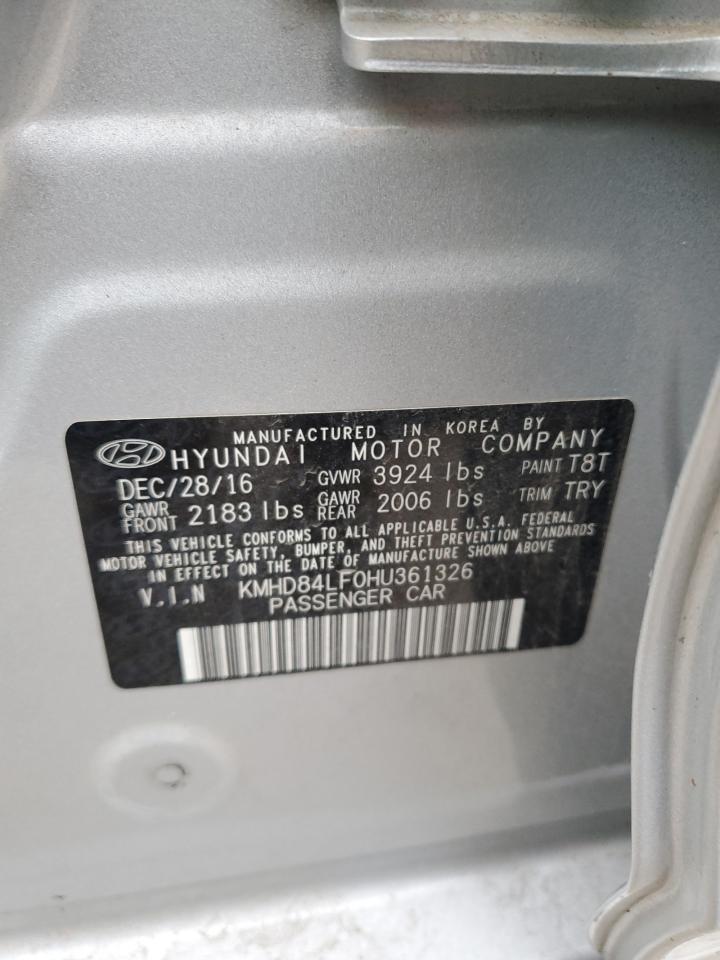 MANUFACTURED IN KOREA BY
HYUNDAI MOTOR COMPANY
DEC/28/16 GVWR 3924 lbs PAINT T8T
GAWR FRONT 2183 lbs GAWR REAR 2006 lbs TRIM TRY
THIS VEHICLE CONFORMS TO ALL APPLICABLE U.S.A. FEDERAL
MOTOR VEHICLE SAFETY, BUMPER, AND THEFT PREVENTION STANDARDS
IN EFFECT ON THE DATE OF MANUFACTURE SHOWN ABOVE
V.I.N KMHD84LF0HU361326
PASSENGER CAR